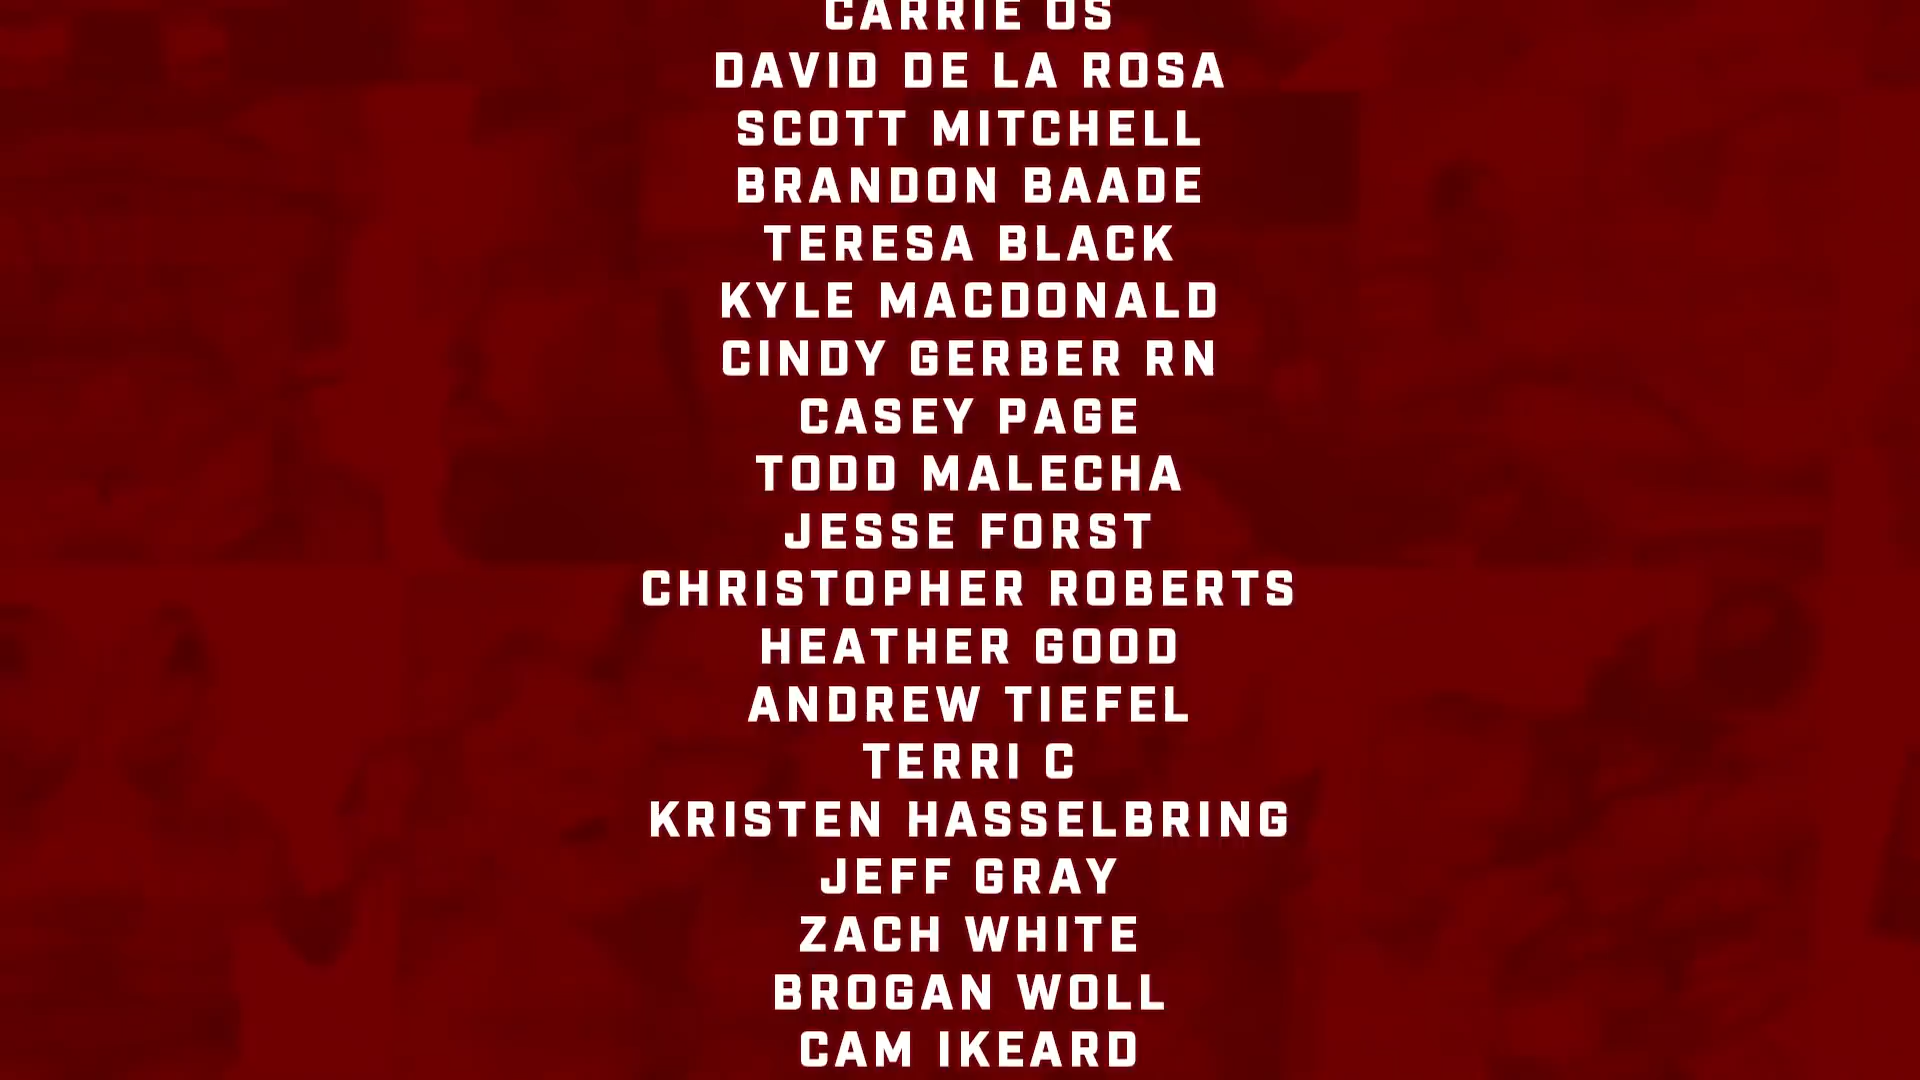 CARRIE OS
DAVID DE LA ROSA
SCOTT MITCHELL
BRANDON BAADE
TERESA BLACK
KYLE MACDONALD
CINDY GERBER RN
CASEY PAGE
TODD MALECHA
JESSE FORST
CHRISTOPHER ROBERTS
HEATHER GOOD
ANDREW TIEFEL
TERRI C
KRISTEN HASSELBRING
JEFF GRAY
ZACH WHITE
BROGAN WOLL
CAM IKEARD